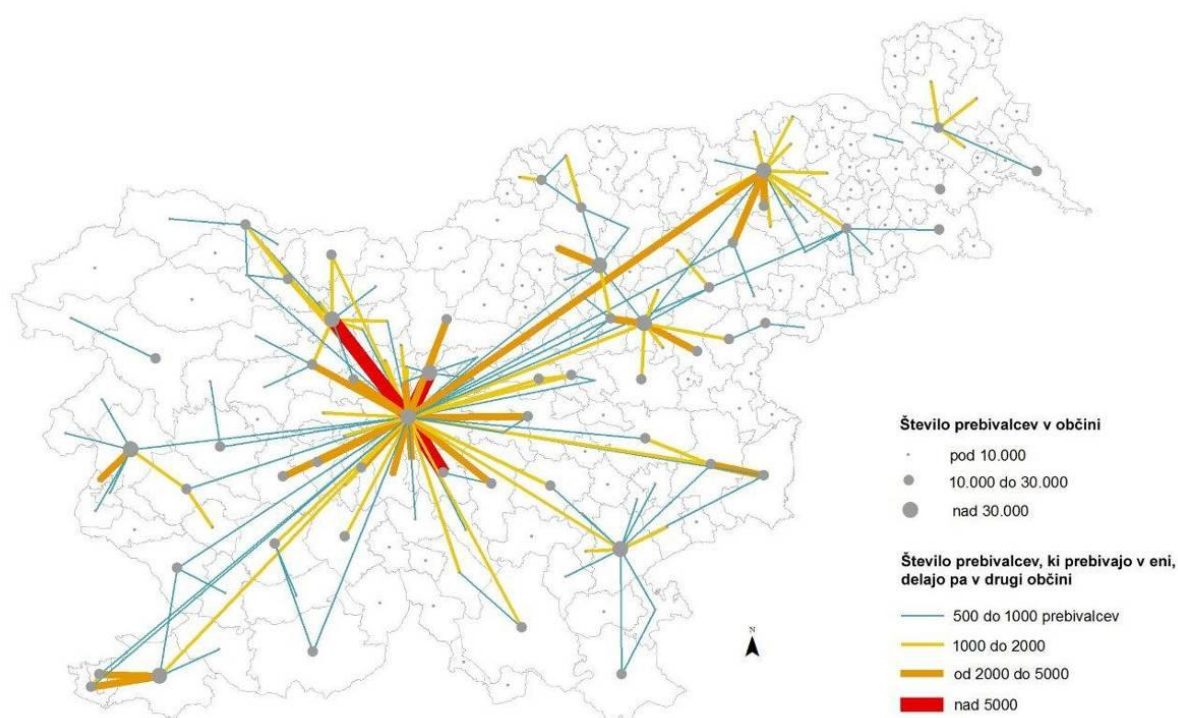 Število prebivalcev v občini
pod 10.000
10.000 do 30.000
nad 30.000
Število prebivalcev, ki prebivajo v eni,
delajo pa v drugi občini
500 do 1000 prebivalcev
1000 do 2000
od 2000 do 5000
nad 5000
N